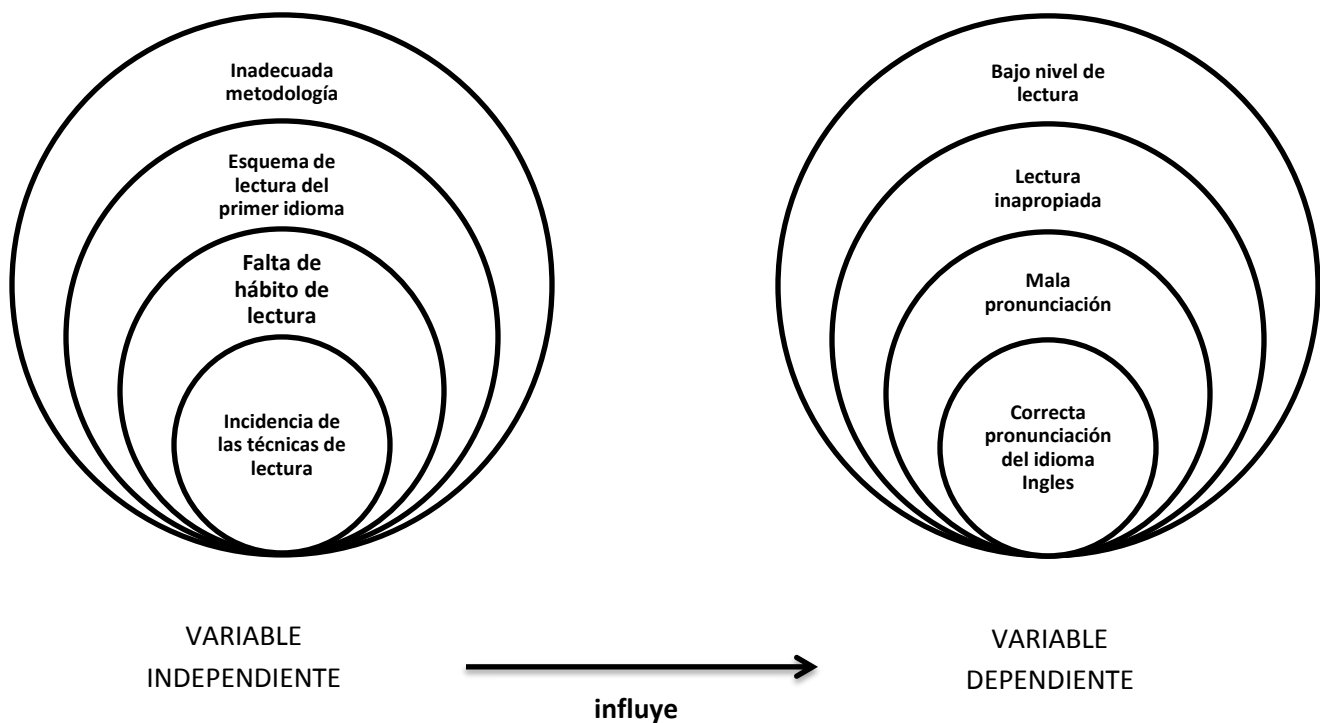 Inadecuada
metodología
Esquema de
lectura del
primer idioma
Falta de
hábito de
lectura
Incidencia de
las técnicas de
lectura
VARIABLE
INDEPENDIENTE
influye
Bajo nivel de
lectura
Lectura
inapropiada
Mala
pronunciación
Correcta
pronunciación
del idioma
Ingles
VARIABLE
DEPENDIENTE